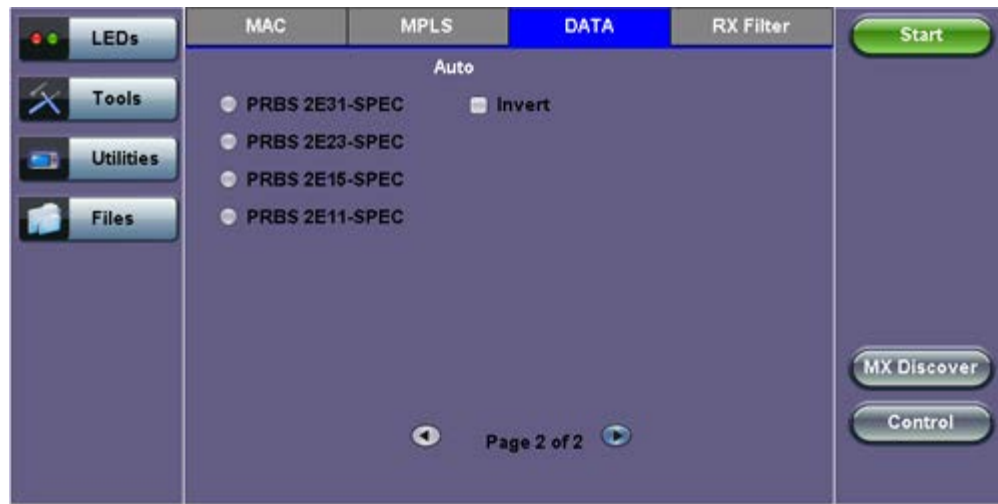 LEDs
Tools
Utilities
Files
MAC MPLS DATA RX Filter
Auto
PRBS 2E31-SPEC Invert
PRBS 2E23-SPEC
PRBS 2E15-SPEC
PRBS 2E11-SPEC
Page 2 of 2
Start
MX Discover
Control